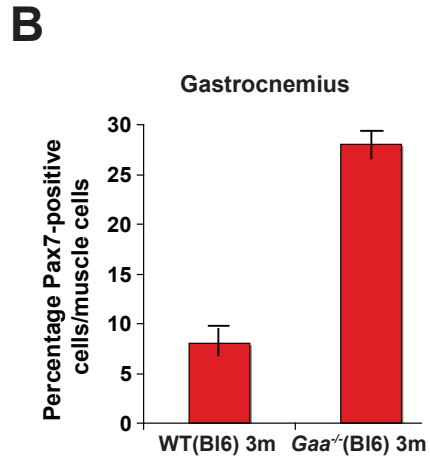 B
Gastrocnemius
Percentage Pax7-positive
cells/muscle cells
30
25
20
15
10
5
0
WT(Bl6) 3m
Gaa-/-(Bl6) 3m